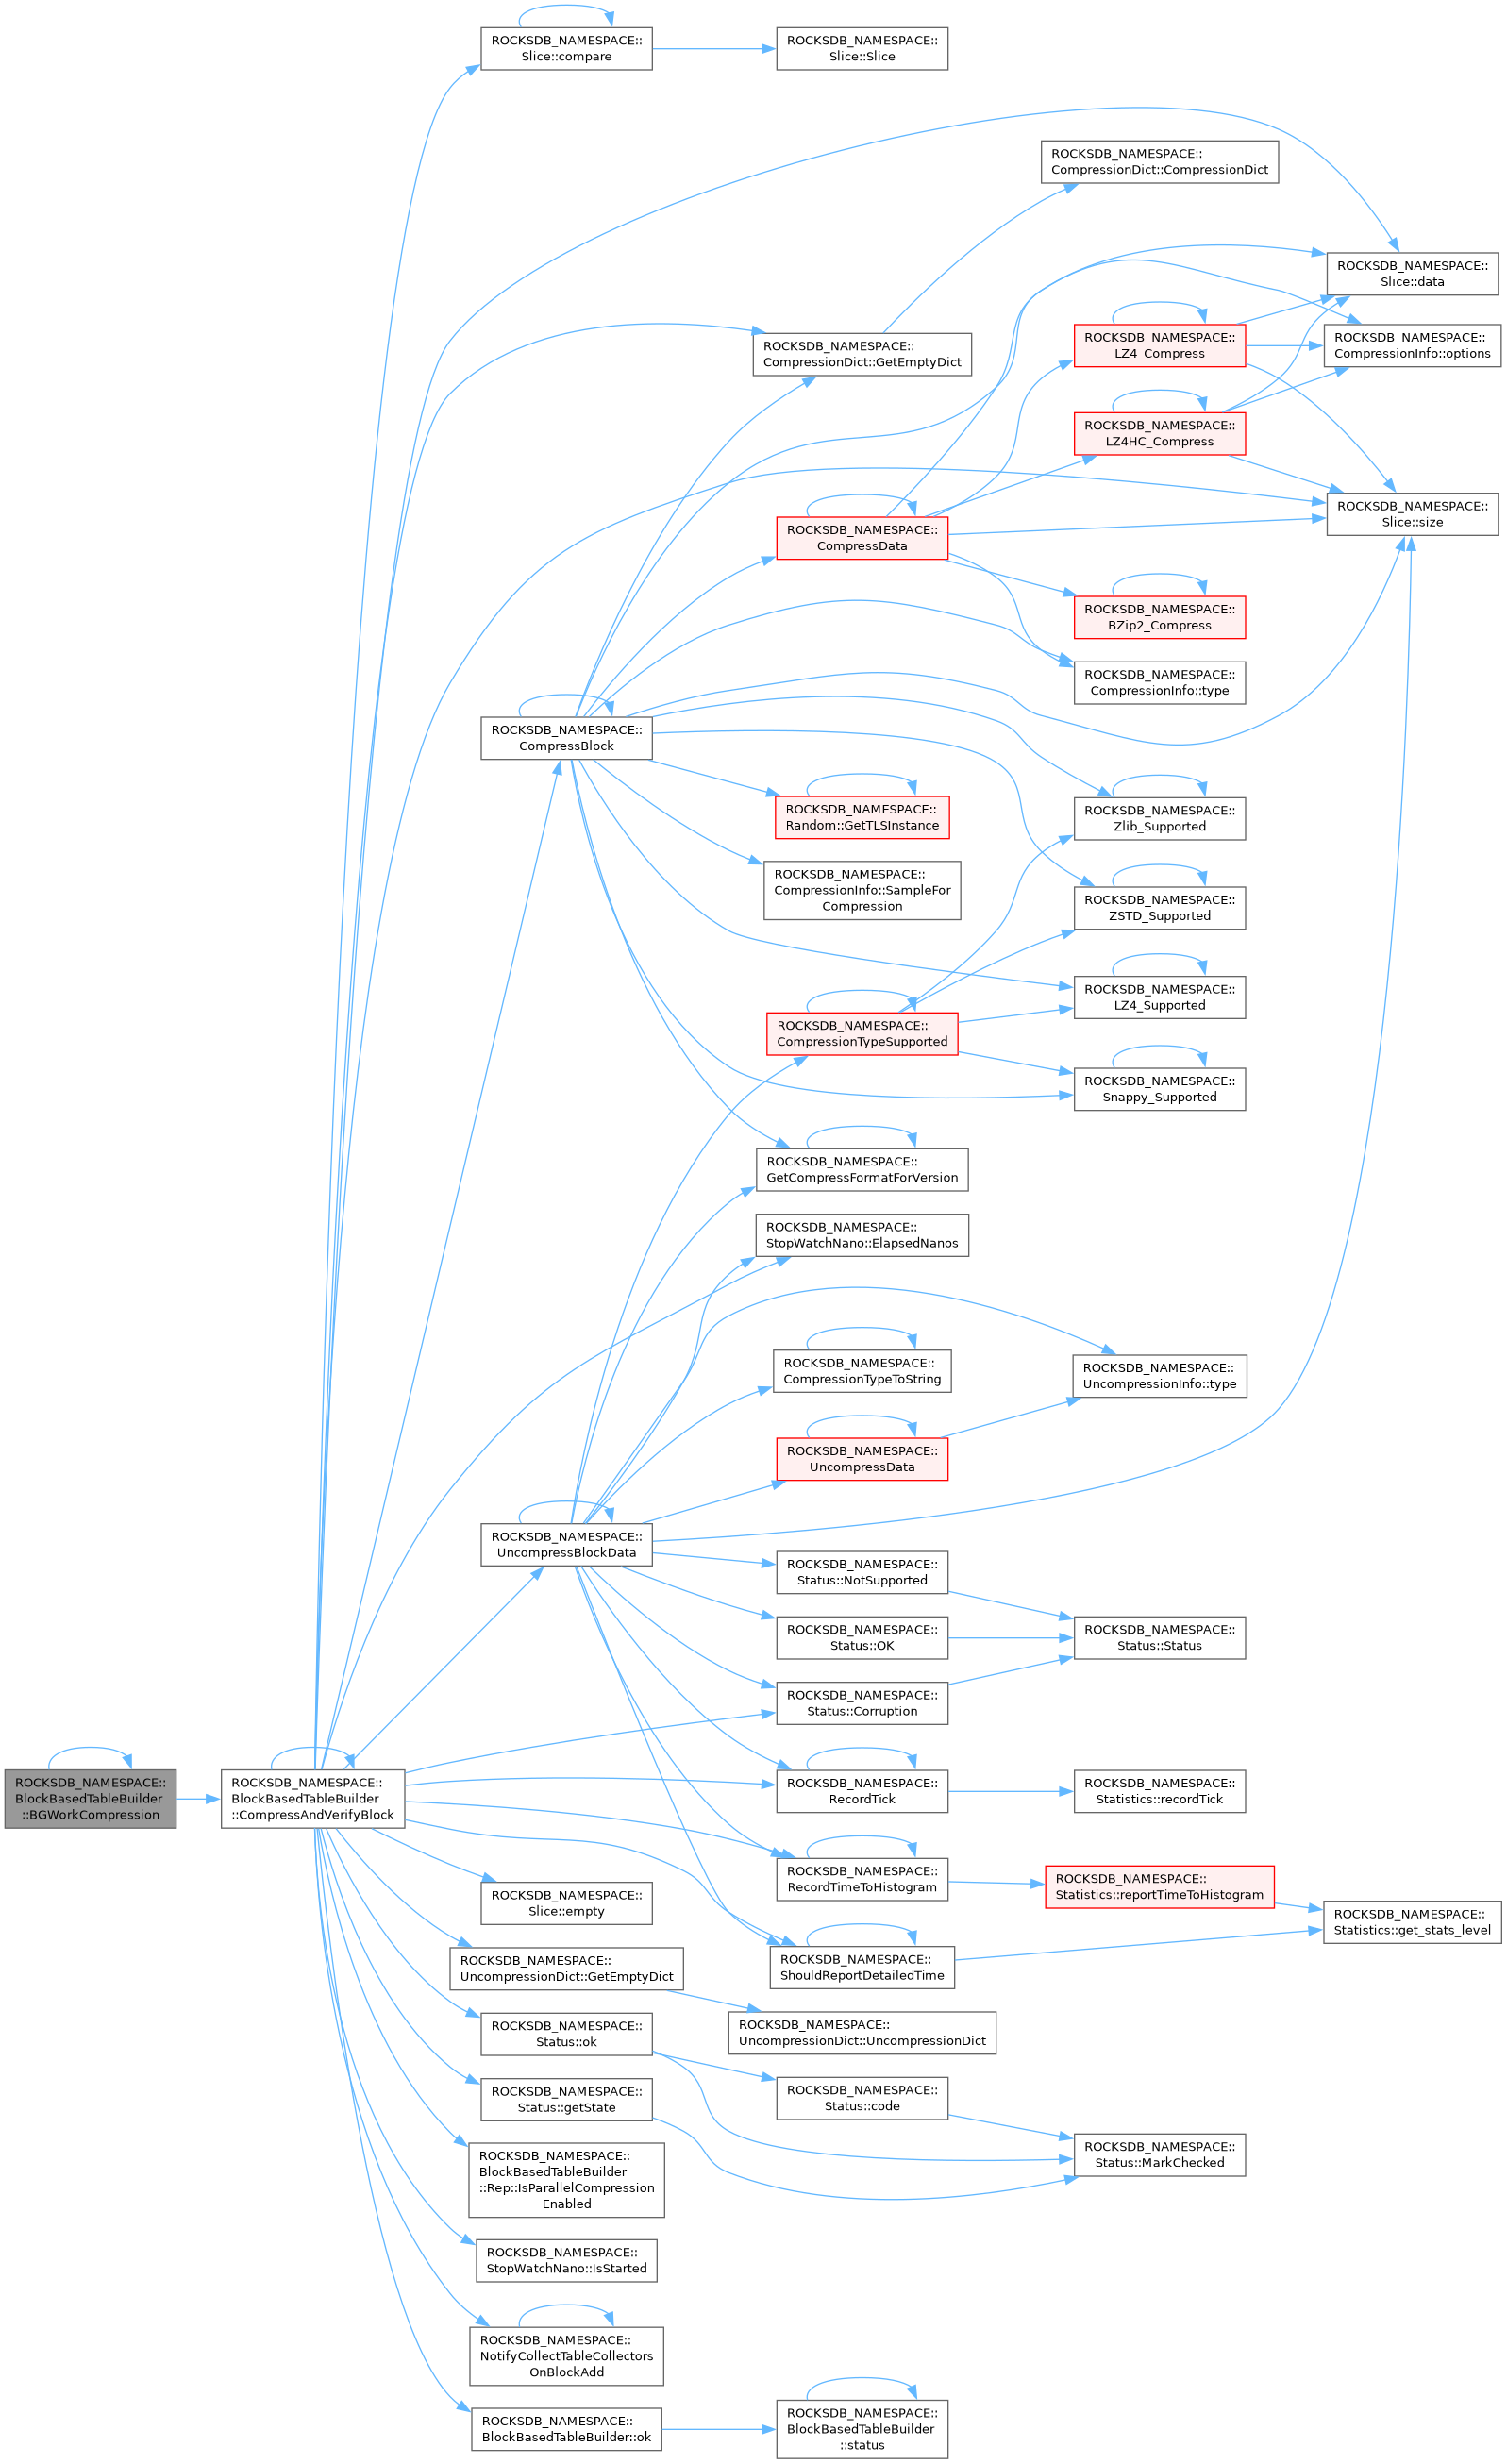 ROCKSDB_NAMESPACE::
Slice::compare
ROCKSDB_NAMESPACE::
Slice::Slice
ROCKSDB_NAMESPACE::
CompressionDict::CompressionDict
ROCKSDB_NAMESPACE::
Slice::data
ROCKSDB_NAMESPACE::
CompressionDict::GetEmptyDict
ROCKSDB_NAMESPACE::
LZ4_Compress
ROCKSDB_NAMESPACE::
CompressionInfo::options
ROCKSDB_NAMESPACE::
LZ4HC_Compress
ROCKSDB_NAMESPACE::
Slice::size
ROCKSDB_NAMESPACE::
CompressData
ROCKSDB_NAMESPACE::
BZip2_Compress
ROCKSDB_NAMESPACE::
CompressionInfo::type
ROCKSDB_NAMESPACE::
CompressBlock
ROCKSDB_NAMESPACE::
Random::GetTLSInstance
ROCKSDB_NAMESPACE::
Zlib_Supported
ROCKSDB_NAMESPACE::
CompressionInfo::SampleFor
Compression
ROCKSDB_NAMESPACE::
ZSTD_Supported
ROCKSDB_NAMESPACE::
LZ4_Supported
ROCKSDB_NAMESPACE::
CompressionTypeSupported
ROCKSDB_NAMESPACE::
Snappy_Supported
ROCKSDB_NAMESPACE::
GetCompressFormatForVersion
ROCKSDB_NAMESPACE::
StopWatchNano::ElapsedNanos
ROCKSDB_NAMESPACE::
CompressionTypeToString
ROCKSDB_NAMESPACE::
UncompressionInfo::type
ROCKSDB_NAMESPACE::
UncompressData
ROCKSDB_NAMESPACE::
UncompressBlockData
ROCKSDB_NAMESPACE::
Status::NotSupported
ROCKSDB_NAMESPACE::
Status::OK
ROCKSDB_NAMESPACE::
Status::Status
ROCKSDB_NAMESPACE::
Status::Corruption
ROCKSDB_NAMESPACE::
BlockBasedTableBuilder
::BGWorkCompression
ROCKSDB_NAMESPACE::
BlockBasedTableBuilder
::CompressAndVerifyBlock
ROCKSDB_NAMESPACE::
RecordTick
ROCKSDB_NAMESPACE::
Statistics::recordTick
ROCKSDB_NAMESPACE::
RecordTimeToHistogram
ROCKSDB_NAMESPACE::
Statistics::reportTimeToHistogram
ROCKSDB_NAMESPACE::
Slice::empty
ROCKSDB_NAMESPACE::
Statistics::get_stats_level
ROCKSDB_NAMESPACE::
UncompressionDict::GetEmptyDict
ROCKSDB_NAMESPACE::
ShouldReportDetailedTime
ROCKSDB_NAMESPACE::
Status::ok
ROCKSDB_NAMESPACE::
UncompressionDict::UncompressionDict
ROCKSDB_NAMESPACE::
Status::getState
ROCKSDB_NAMESPACE::
Status::code
ROCKSDB_NAMESPACE::
Status::MarkChecked
ROCKSDB_NAMESPACE::
BlockBasedTableBuilder
::Rep::IsParallelCompression
Enabled
ROCKSDB_NAMESPACE::
StopWatchNano::IsStarted
ROCKSDB_NAMESPACE::
NotifyCollectTableCollectors
OnBlockAdd
ROCKSDB_NAMESPACE::
BlockBasedTableBuilder::ok
ROCKSDB_NAMESPACE::
BlockBasedTableBuilder
::status